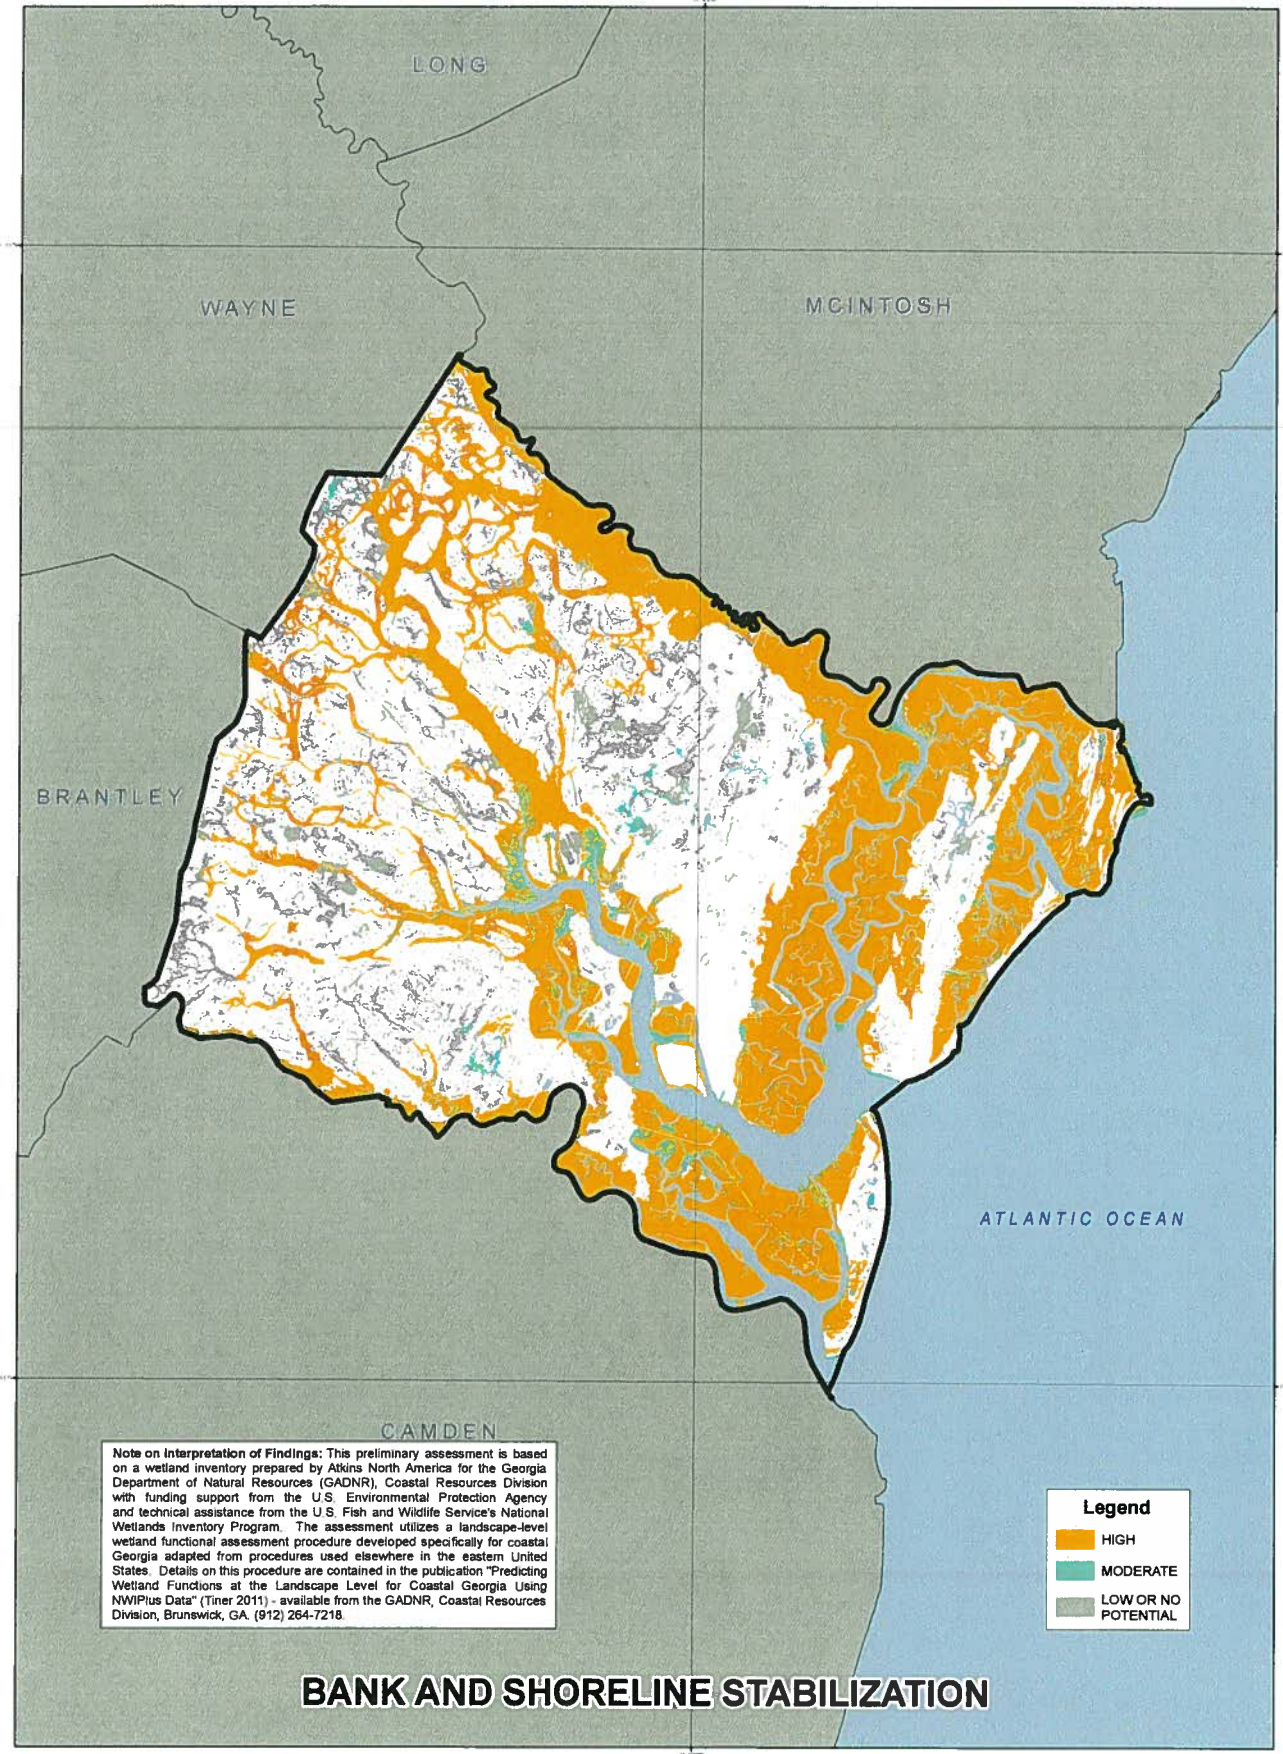 LONG
WAYNE
MCINTOSH
BRANTLEY
ATLANTIC OCEAN
CAMDEN
Note on Interpretation of Findings: This preliminary assessment is based
on a wetland inventory prepared by Atkins North America for the Georgia
Department of Natural Resources (GADNR), Coastal Resources Division
with funding support from the U.S. Environmental Protection Agency
and technical assistance from the U.S. Fish and Wildlife Service's National
Wetlands Inventory Program. The assessment utilizes a landscape-level
wetland functional assessment procedure developed specifically for coastal
Georgia adapted from procedures used elsewhere in the eastern United
States. Details on this procedure are contained in the publication "Predicting
Wetland Functions at the Landscape Level for Coastal Georgia Using
NWIPlus Data" (Tiner 2011) - available from the GADNR, Coastal Resources
Division, Brunswick, GA. (912) 264-7218.
Legend
HIGH
MODERATE
LOW OR NO
POTENTIAL
BANK AND SHORELINE STABILIZATION